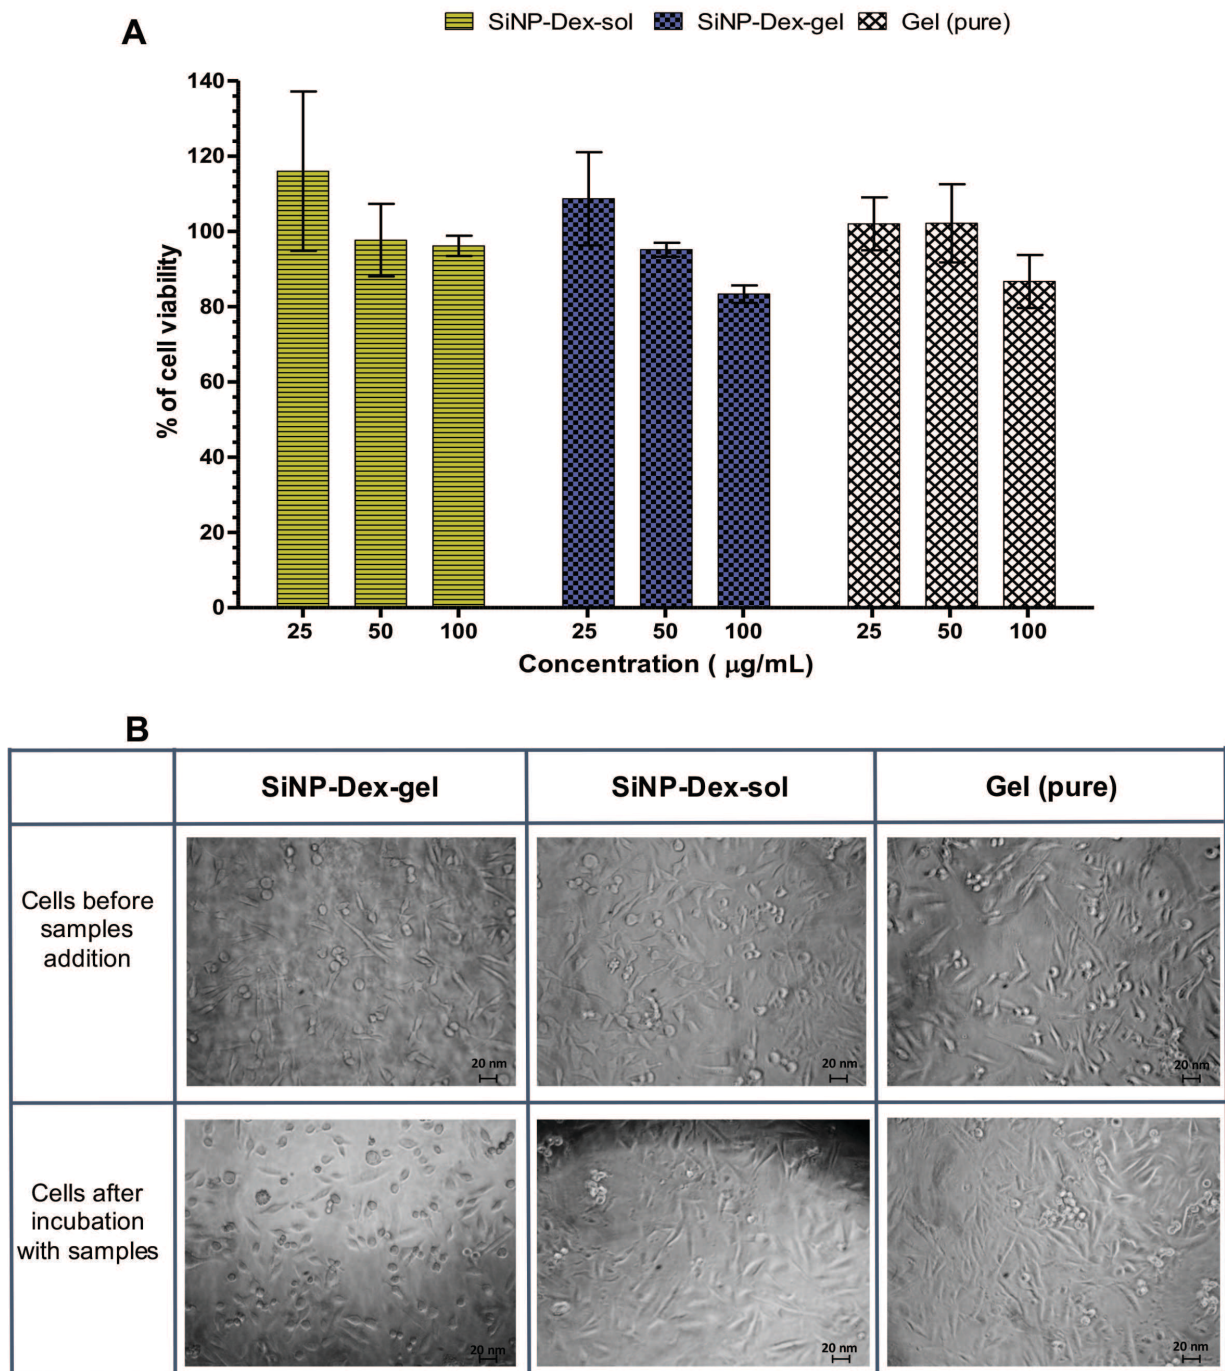 A
SiNP-Dex-sol SiNP-Dex-gel Gel (pure)
140
120
100
80
60
40
20
0
% of cell viability
25 50 100 25 50 100 25 50 100
Concentration ( μg/mL)
B
SiNP-Dex-gel SiNP-Dex-sol Gel (pure)
Cells before
samples
addition
20 nm 20 nm 20 nm
Cells after
incubation
with samples
20 nm 20 nm 20 nm